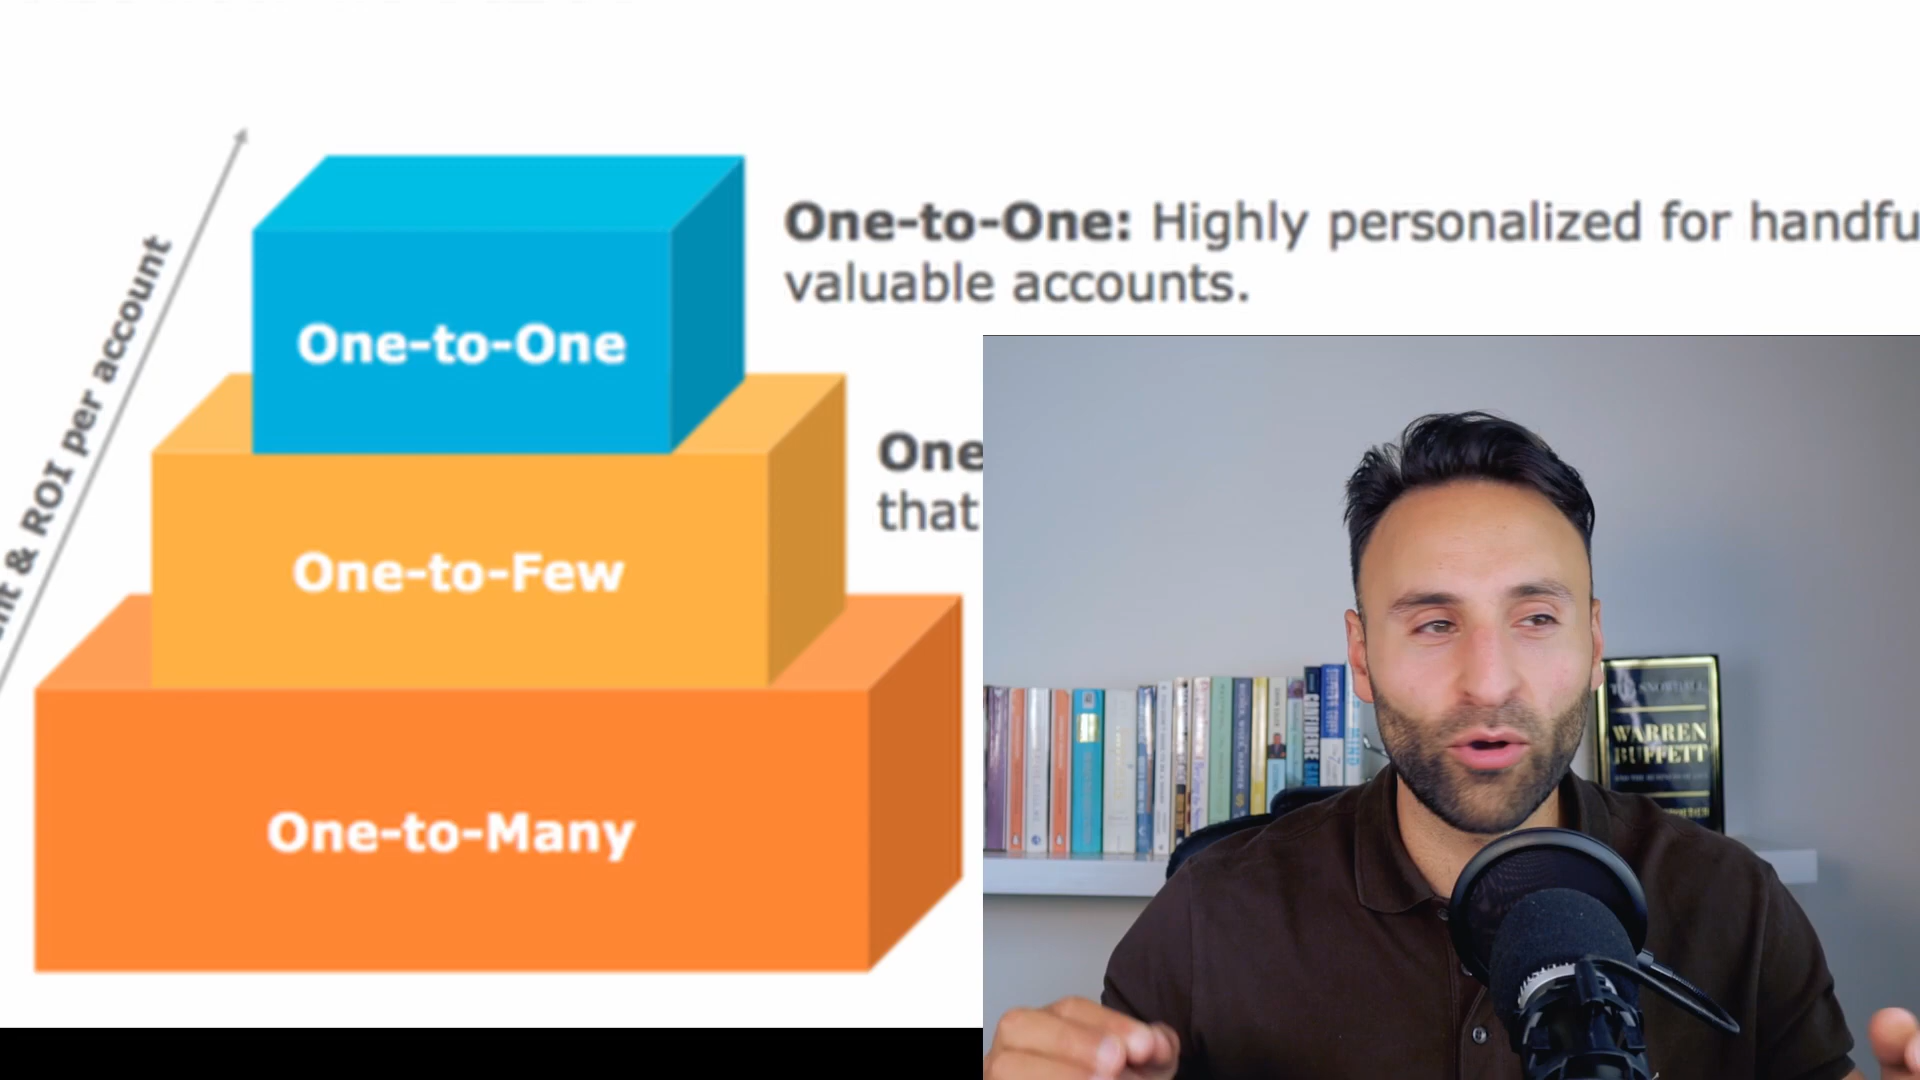 One-to-One: Highly personalized for handfu
valuable accounts.
One-to-One
& ROI per account
One
that
One-to-Few
One-to-Many
CONFIDENCE
WARREN
BUFFETT